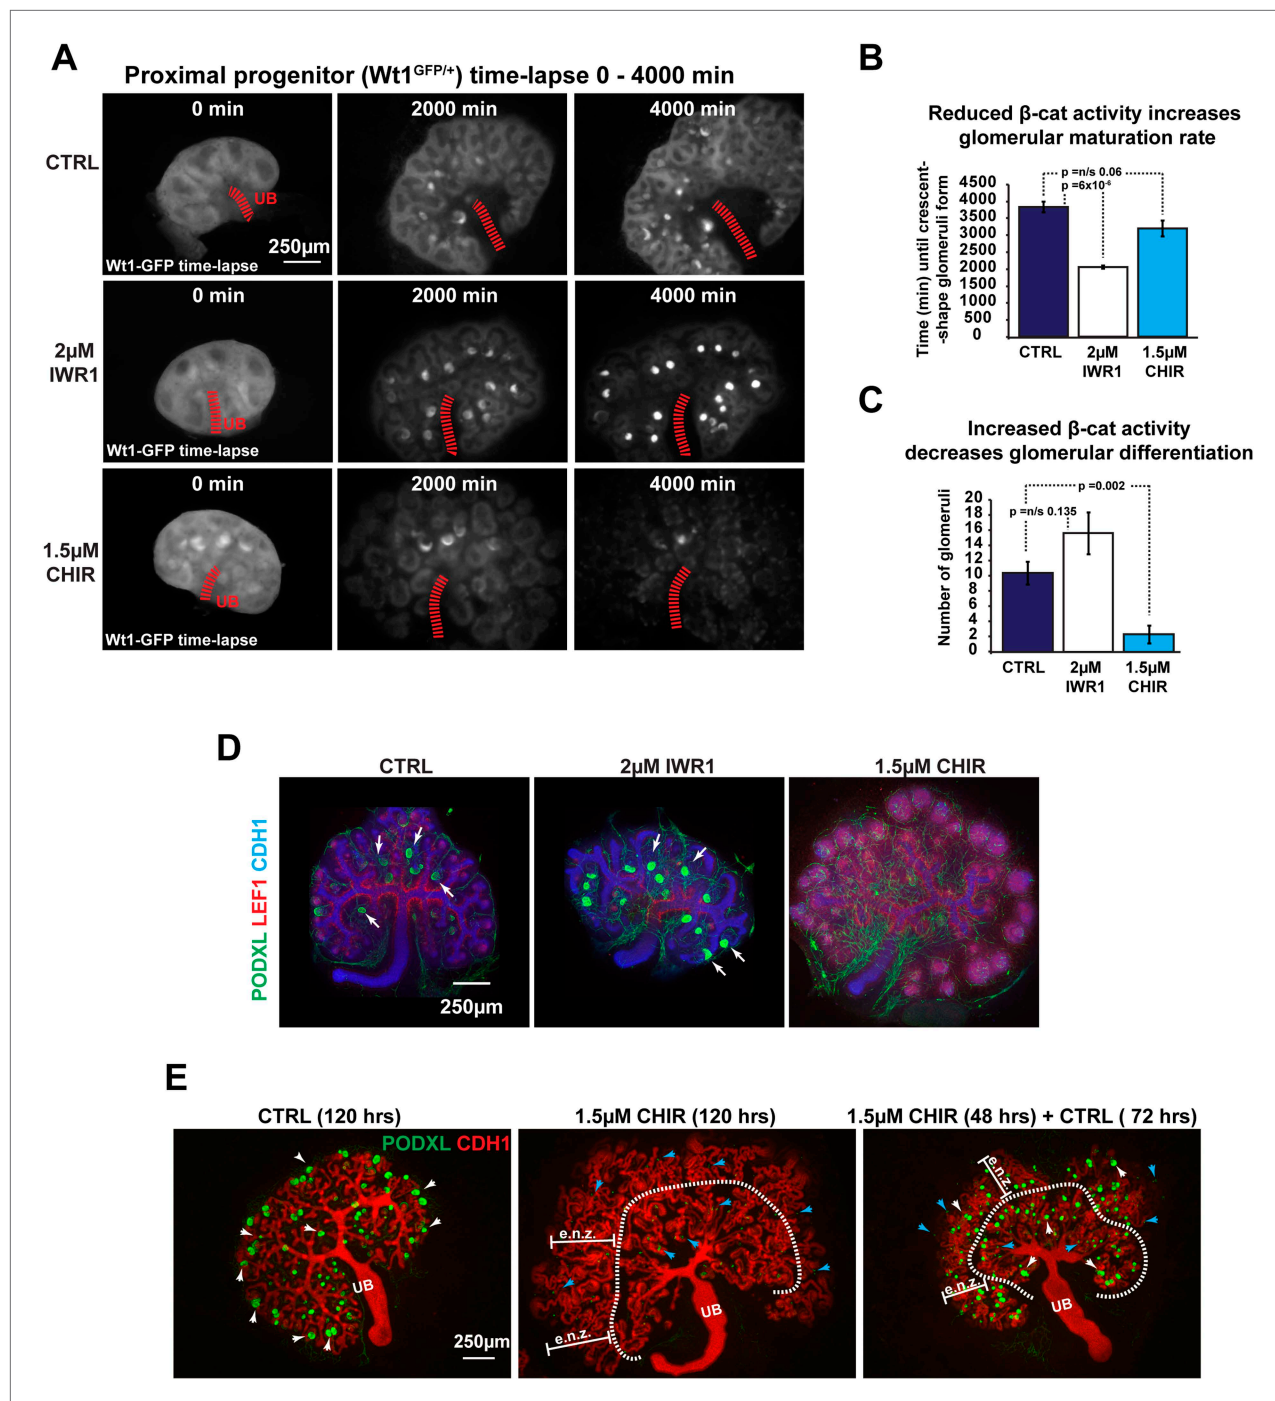 A
Proximal progenitor (Wt1GFP/+) time-lapse 0 - 4000 min
CTRL
0 min
2000 min
4000 min
UB
250µm
Wt1-GFP time-lapse
2µM
IWR1
0 min
2000 min
4000 min
UB
Wt1-GFP time-lapse
1.5µM
CHIR
0 min
2000 min
4000 min
UB
Wt1-GFP time-lapse
B
Reduced β-cat activity increases
glomerular maturation rate
p =n/s 0.06
p =6x10-6
Time (min) until crescent-
-shape glomeruli form
4500
4000
3500
3000
2500
2000
1500
1000
500
0
CTRL
2µM
IWR1
1.5µM
CHIR
C
Increased β-cat activity
decreases glomerular differentiation
p =0.002
p =n/s 0.135
Number of glomeruli
20
18
16
14
12
10
8
6
4
2
0
CTRL
2µM
IWR1
1.5µM
CHIR
D
CTRL
2µM IWR1
1.5µM CHIR
PODXL LEF1 CDH1
250µm
E
CTRL (120 hrs)
1.5µM CHIR (120 hrs)
1.5µM CHIR (48 hrs) + CTRL ( 72 hrs)
PODXL CDH1
UB
250µm
e.n.z.
e.n.z.
UB
e.n.z.
e.n.z.
UB